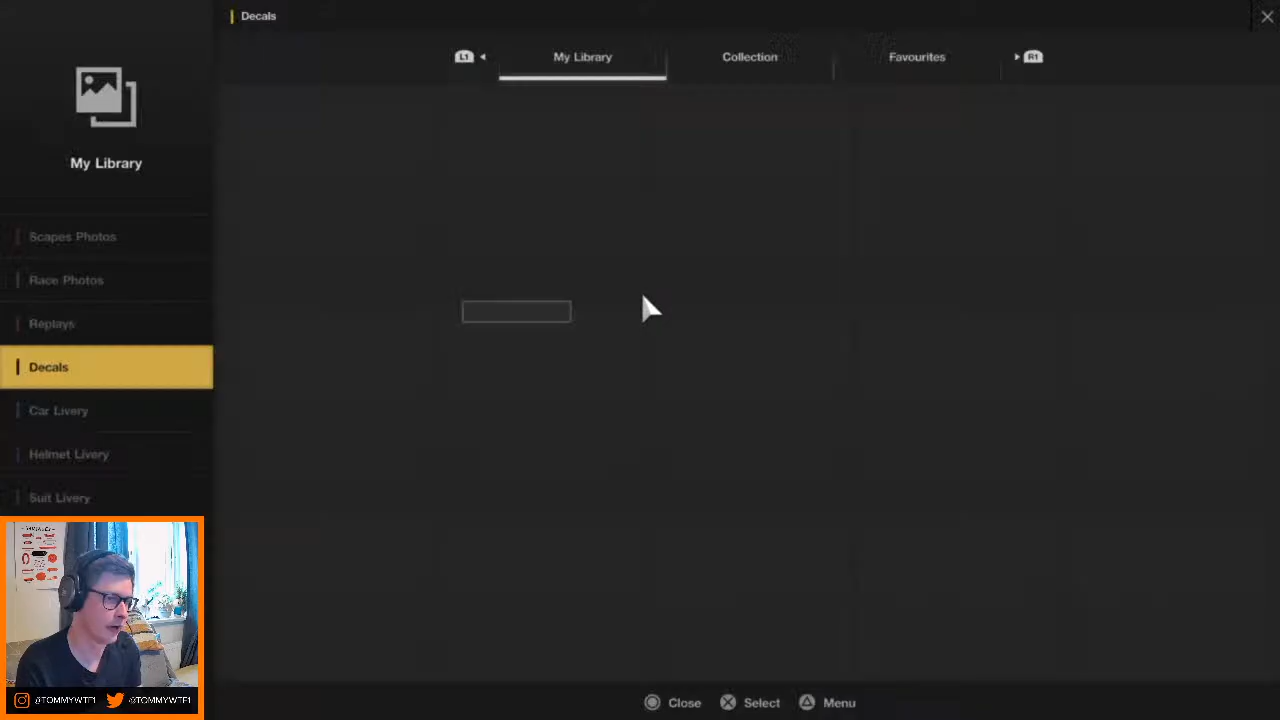 Decals
L1
My Library
Collection
Favourites
R1
My Library
Scapes Photos
Race Photos
Replays
Decals
Car Livery
Helmet Livery
Suit Livery
@TOMMYWTF1
@TOMMYWTF1
Close
Select
Menu